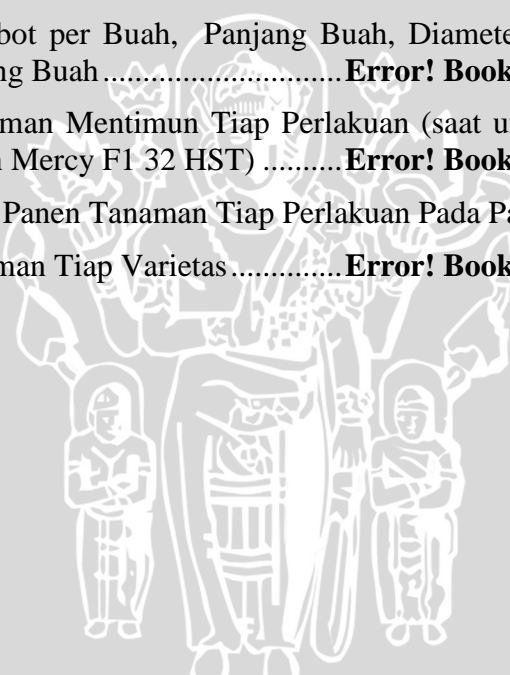 bot per Buah, Panjang Buah, Diamete
ng Buah..............................Error! Book
man Mentimun Tiap Perlakuan (saat u
n Mercy F1 32 HST) ..........Error! Book
Panen Tanaman Tiap Perlakuan Pada Pa
man Tiap Varietas..............Error! Book